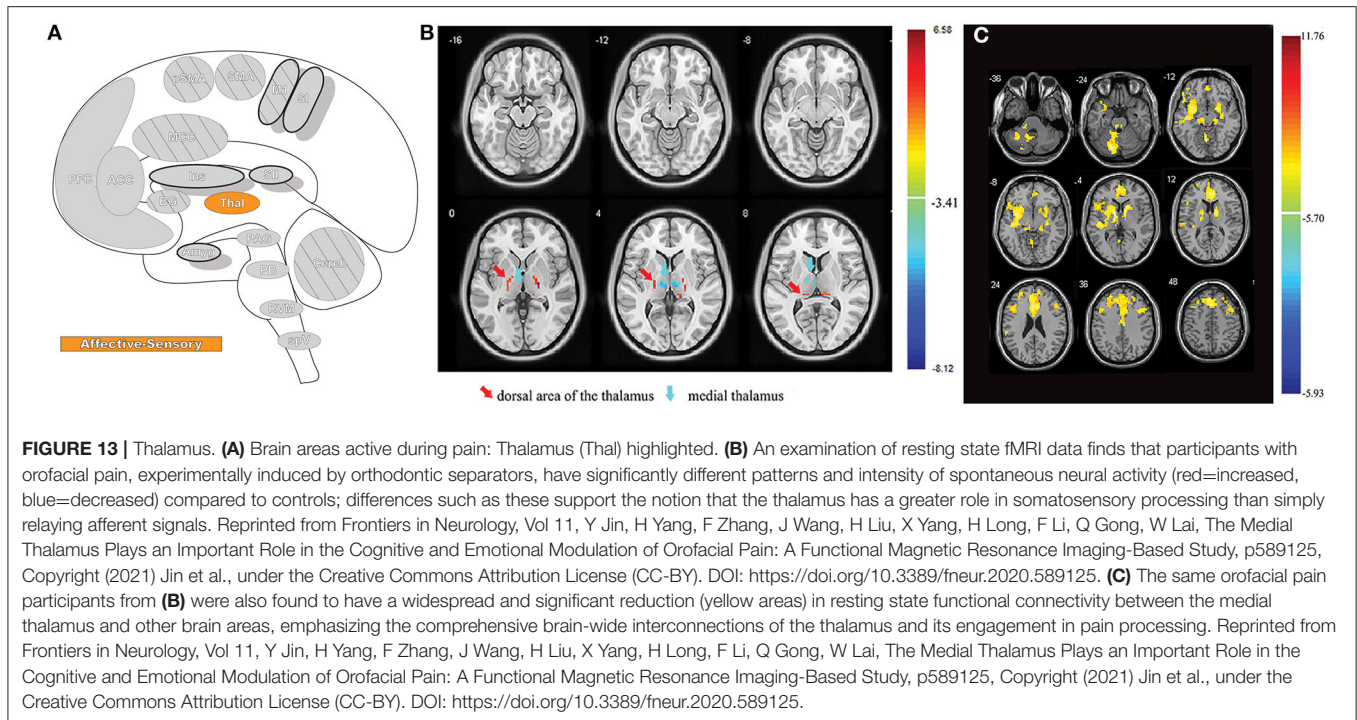 A
pSMA
SMA
M1
SI
MCC
PFC
ACC
Ins
SII
BG
Thal
Amyg
PAG
PB
Cereb
RVM
spV
Affective-Sensory
B
-16
-12
-8
0
4
8
6.58
-3.41
-8.12
dorsal area of the thalamus
medial thalamus
C
-36
-24
-12
-8
-4
12
24
36
48
11.76
-5.70
-5.93
FIGURE 13 | Thalamus. (A) Brain areas active during pain: Thalamus (Thal) highlighted. (B) An examination of resting state fMRI data finds that participants with
orofacial pain, experimentally induced by orthodontic separators, have significantly different patterns and intensity of spontaneous neural activity (red=increased,
blue=decreased) compared to controls; differences such as these support the notion that the thalamus has a greater role in somatosensory processing than simply
relaying afferent signals. Reprinted from Frontiers in Neurology, Vol 11, Y Jin, H Yang, F Zhang, J Wang, H Liu, X Yang, H Long, F Li, Q Gong, W Lai, The Medial
Thalamus Plays an Important Role in the Cognitive and Emotional Modulation of Orofacial Pain: A Functional Magnetic Resonance Imaging-Based Study, p589125,
Copyright (2021) Jin et al., under the Creative Commons Attribution License (CC-BY). DOI: https://doi.org/10.3389/fneur.2020.589125. (C) The same orofacial pain
participants from (B) were also found to have a widespread and significant reduction (yellow areas) in resting state functional connectivity between the medial
thalamus and other brain areas, emphasizing the comprehensive brain-wide interconnections of the thalamus and its engagement in pain processing. Reprinted from
Frontiers in Neurology, Vol 11, Y Jin, H Yang, F Zhang, J Wang, H Liu, X Yang, H Long, F Li, Q Gong, W Lai, The Medial Thalamus Plays an Important Role in the
Cognitive and Emotional Modulation of Orofacial Pain: A Functional Magnetic Resonance Imaging-Based Study, p589125, Copyright (2021) Jin et al., under the
Creative Commons Attribution License (CC-BY). DOI: https://doi.org/10.3389/fneur.2020.589125.